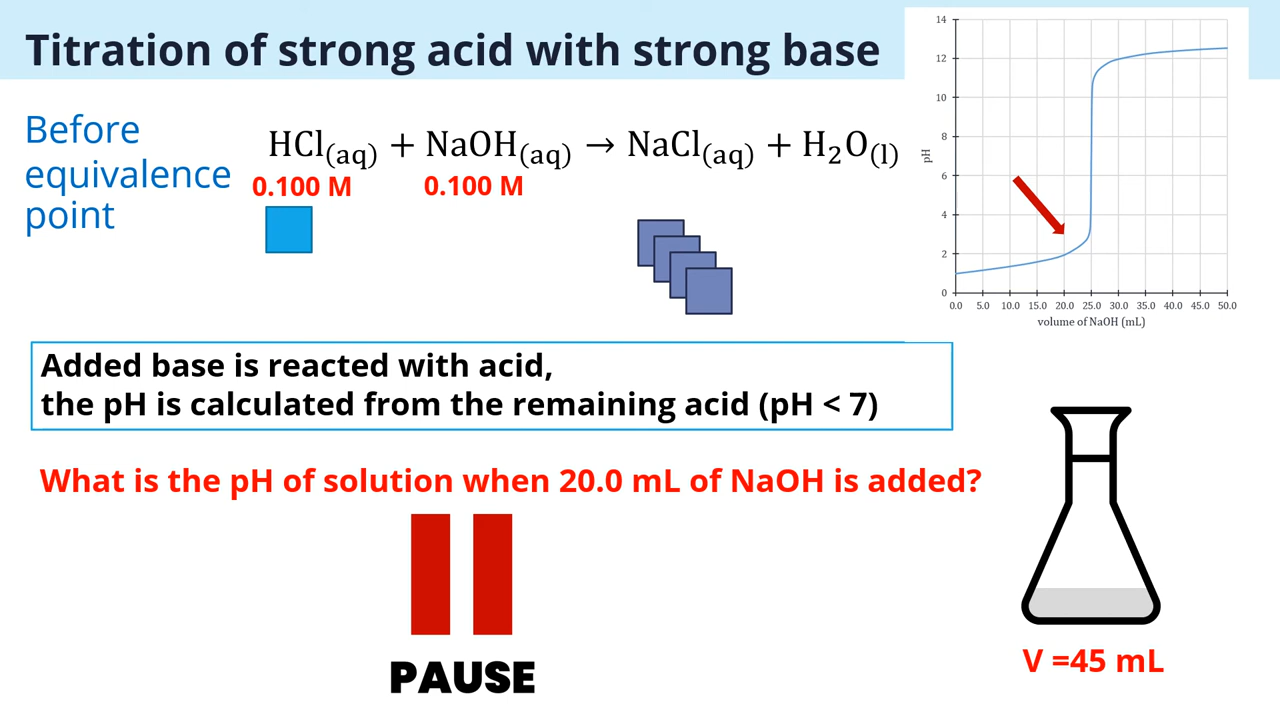 Titration of strong acid with strong base
Before
equivalence
point
HCl(aq) + NaOH(aq) → NaCl(aq) + H₂O(l)
0.100 M 0.100 M
14
12
10
8
6
4
2
0
pH
0.0 5.0 10.0 15.0 20.0 25.0 30.0 35.0 40.0 45.0 50.0
volume of NaOH (mL)
Added base is reacted with acid,
the pH is calculated from the remaining acid (pH < 7)
What is the pH of solution when 20.0 mL of NaOH is added?
PAUSE
V =45 mL